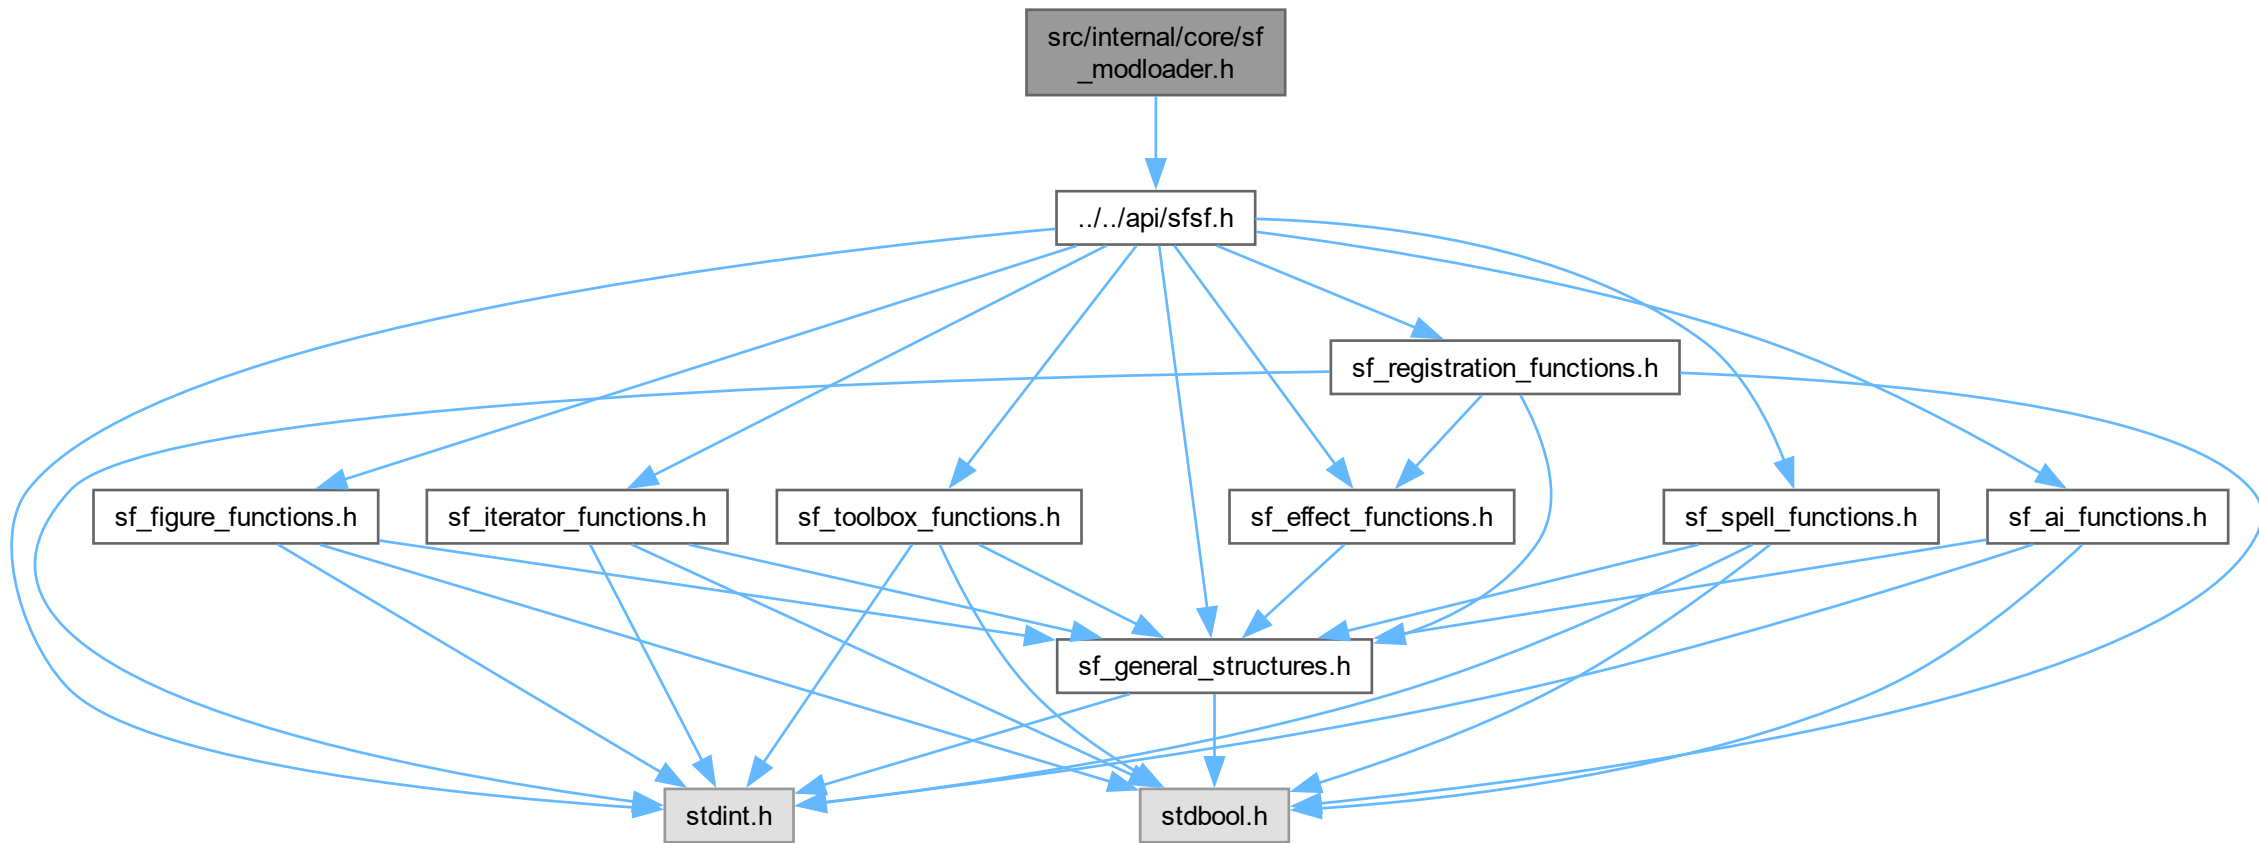 src/internal/core/sf
_modloader.h
../../api/sfsf.h
sf_registration_functions.h
sf_figure_functions.h
sf_iterator_functions.h
sf_toolbox_functions.h
sf_effect_functions.h
sf_spell_functions.h
sf_ai_functions.h
sf_general_structures.h
stdint.h
stdbool.h